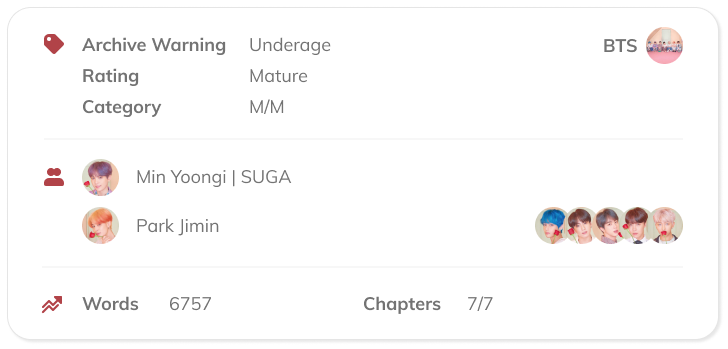 Archive Warning Underage BTS
Rating Mature
Category M/M
Min Yoongi | SUGA
Park Jimin
Words 6757 Chapters 7/7